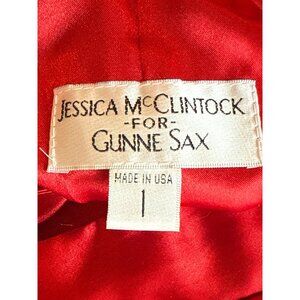 JESSICA McCLINTOCK
-FOR-
GUNNE SAX
MADE IN USA
1